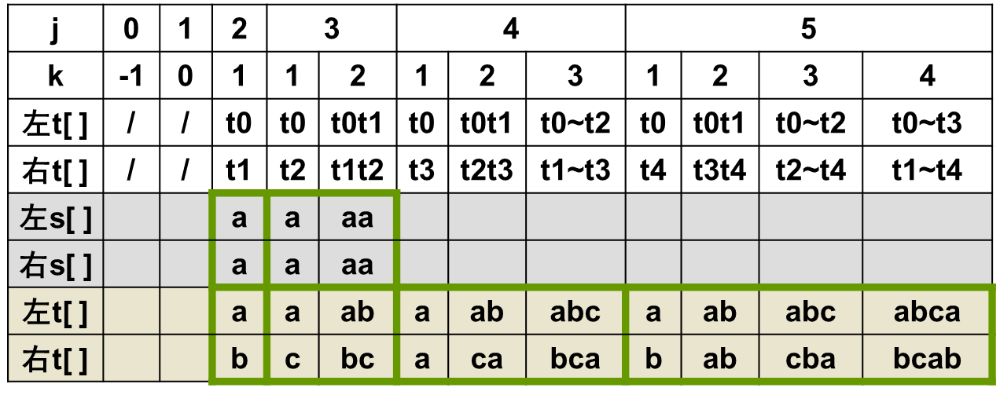 j 0 1 2 3 4 5
k -1 0 1 1 2 1 2 3 1 2 3 4
左t[ ] / / t0 t0 t0t1 t0 t0t1 t0~t2 t0 t0t1 t0~t2 t0~t3
右t[ ] / / t1 t2 t1t2 t3 t2t3 t1~t3 t4 t3t4 t2~t4 t1~t4
左s[ ] a a aa
右s[ ] a a aa
左t[ ] a a ab a ab abc a ab abc abca
右t[ ] b c bc a ca bca b ab cba bcab